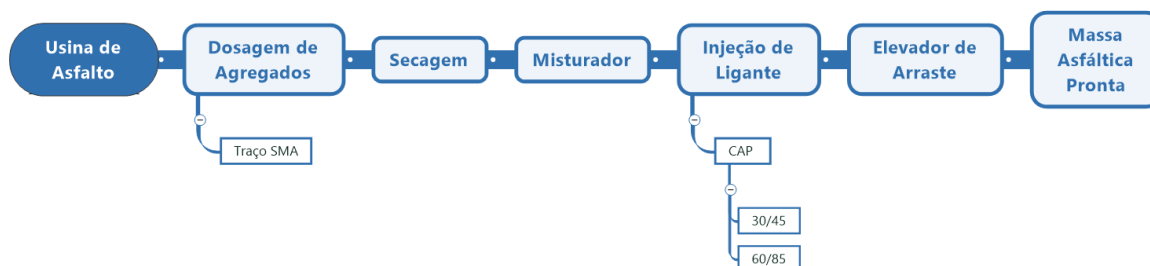 Usina de
Asfalto
Dosagem de
Agregados
Secagem
Misturador
Injeção de
Ligante
Elevador de
Arraste
Massa
Asfáltica
Pronta
Traço SMA
CAP
30/45
60/85